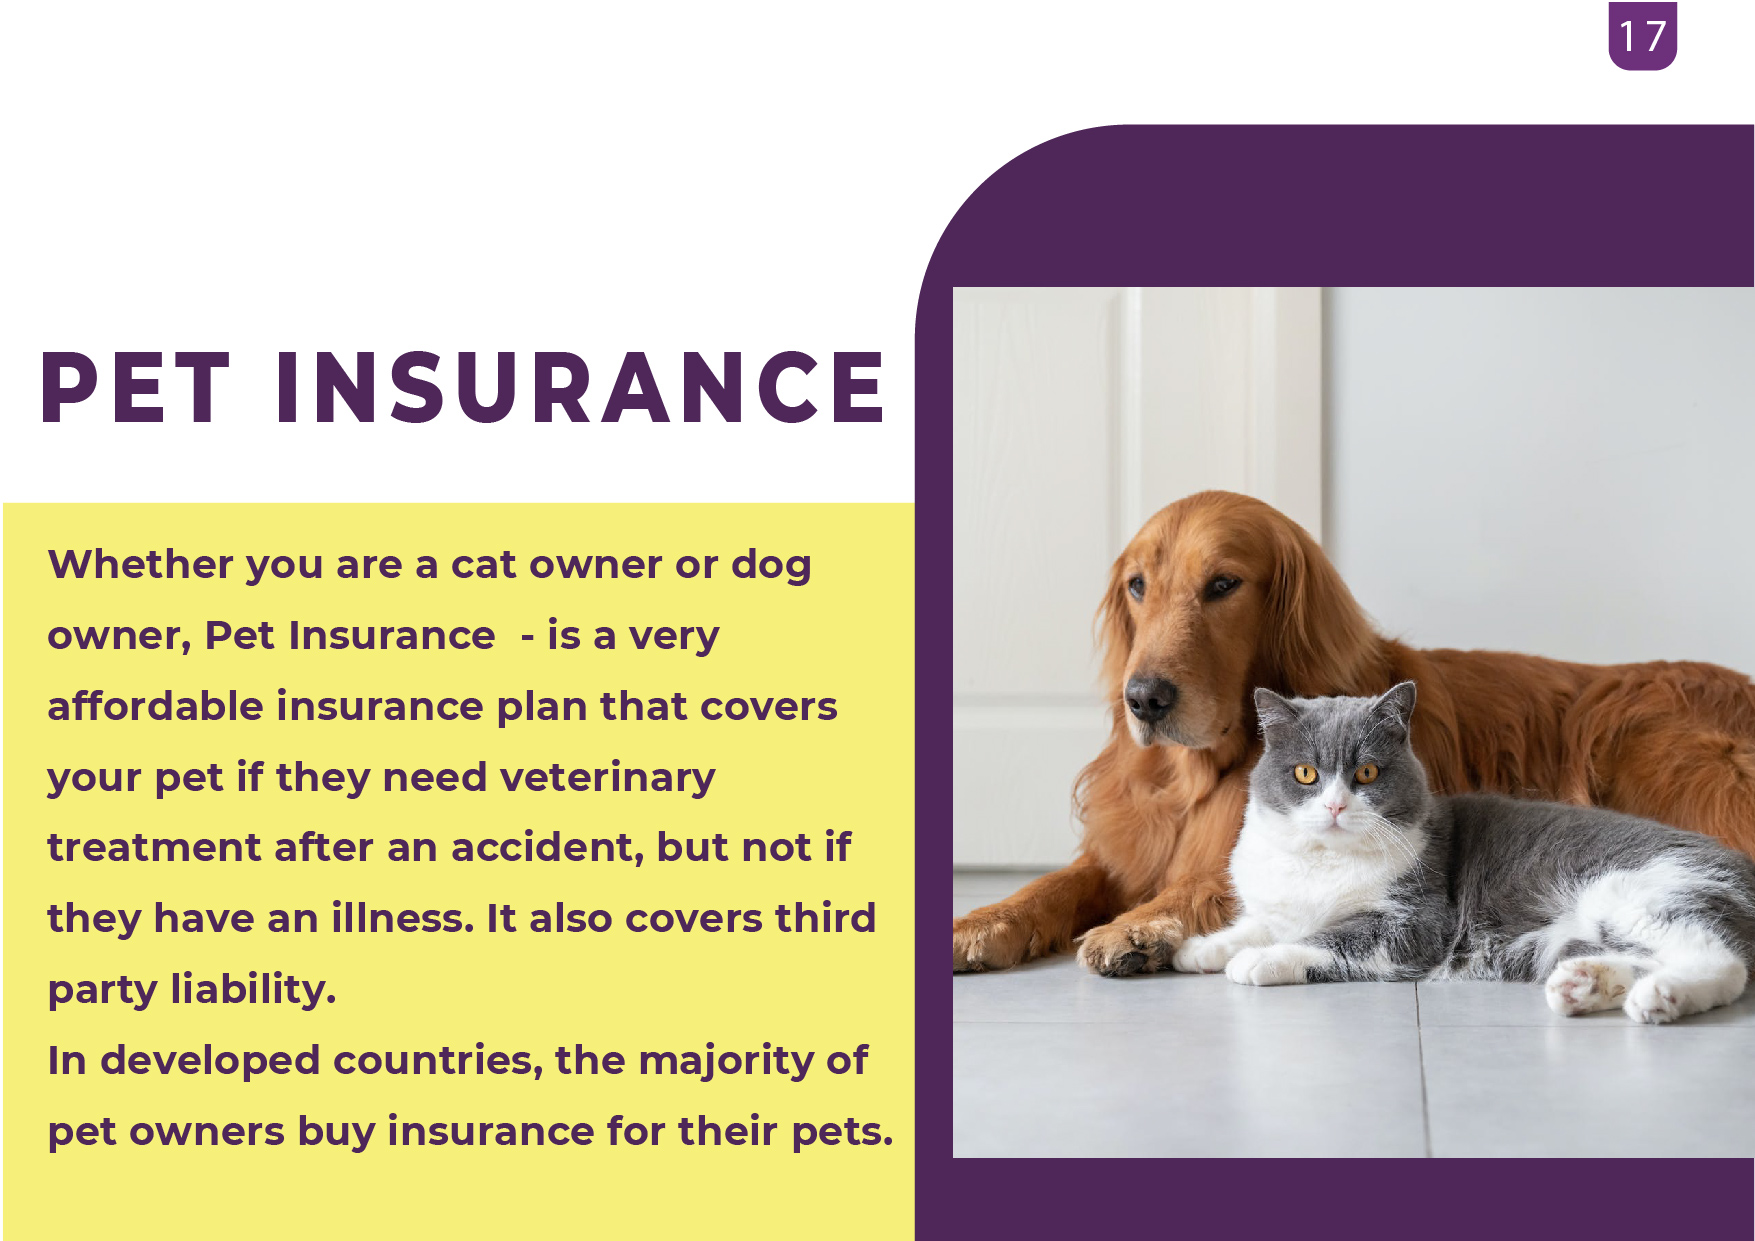 17
PET INSURANCE
Whether you are a cat owner or dog
owner, Pet Insurance  - is a very
affordable insurance plan that covers
your pet if they need veterinary
treatment after an accident, but not if
they have an illness. It also covers third
party liability.
In developed countries, the majority of
pet owners buy insurance for their pets.